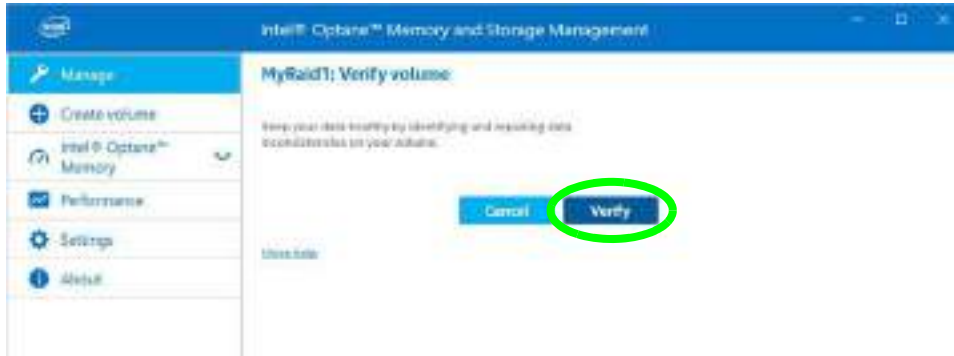 intel
Intel® Optane™ Memory and Storage Management
Manage
MyRaid1: Verify volume
Create volume
Keep your data healthy by identifying and repairing data
inconsistencies on your volume.
Intel® Optane™
Memory
Performance
Cancel
Verify
Settings
More help
About